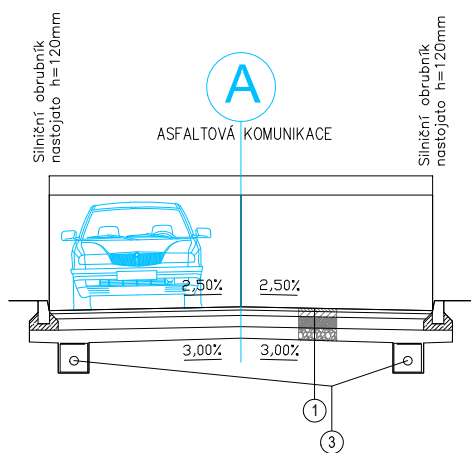 Silniční obrubník
nastojato h=120mm
A
ASFALTOVÁ KOMUNIKACE
Silniční obrubník
nastojato h=120mm
2,50%
2,50%
3,00%
3,00%
1
3